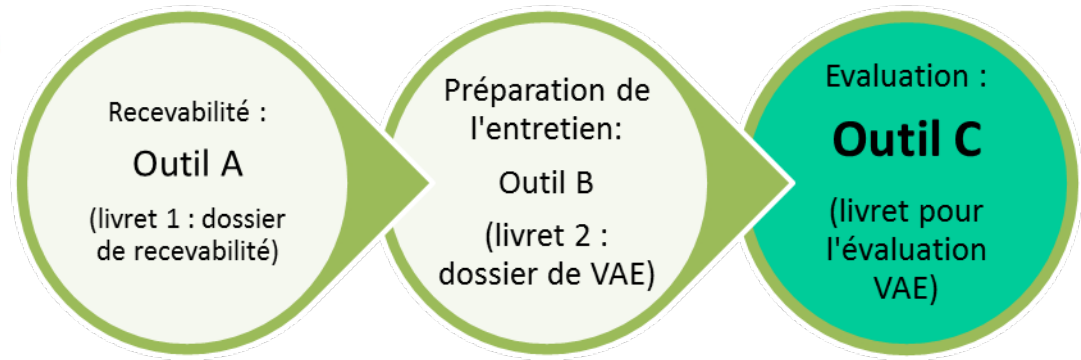 Recevabilité :
Outil A
(livret 1 : dossier
de recevabilité)
Préparation de
l'entretien:
Outil B
(livret 2 :
dossier de VAE)
Evaluation :
Outil C
(livret pour
l'évaluation
VAE)